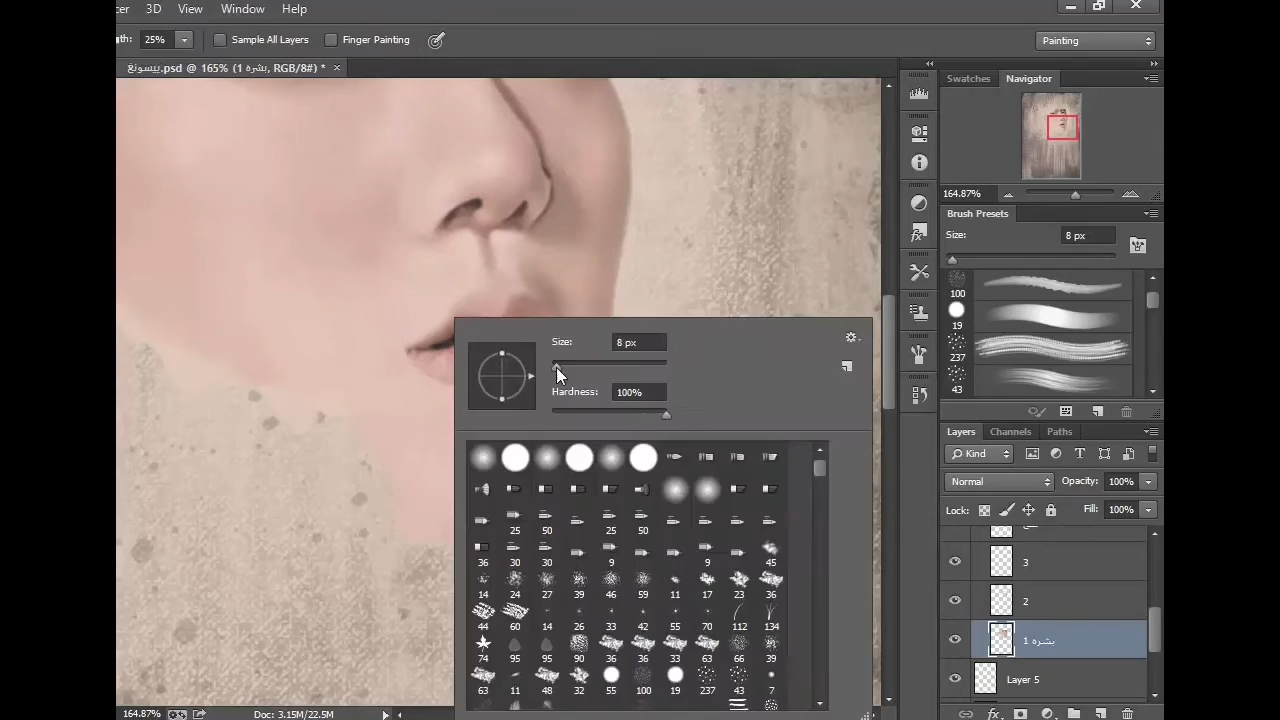 cer 3D View Window Help
th: 25% Sample All Layers Finger Painting Painting
بيسونغ.psd @ 165% (بشره 1, RGB/8#) * ×
Swatches Navigator
164.87%
Brush Presets
Size: 8 px
100
19
237
43
Size: 8 px
Hardness: 100%
25 50 25 50
36 30 30 9 9 45
14 24 27 39 46 59 11 17 23 36
44 60 14 26 33 42 55 70 112 134
74 95 95 90 36 36 33 63 66 39
63 11 48 32 55 100 19 237 43 7
Layers Channels Paths
Kind
Normal Opacity: 100%
Lock: Fill: 100%
3
2
بشره 1
Layer 5
164.87% Doc: 3.15M/22.5M